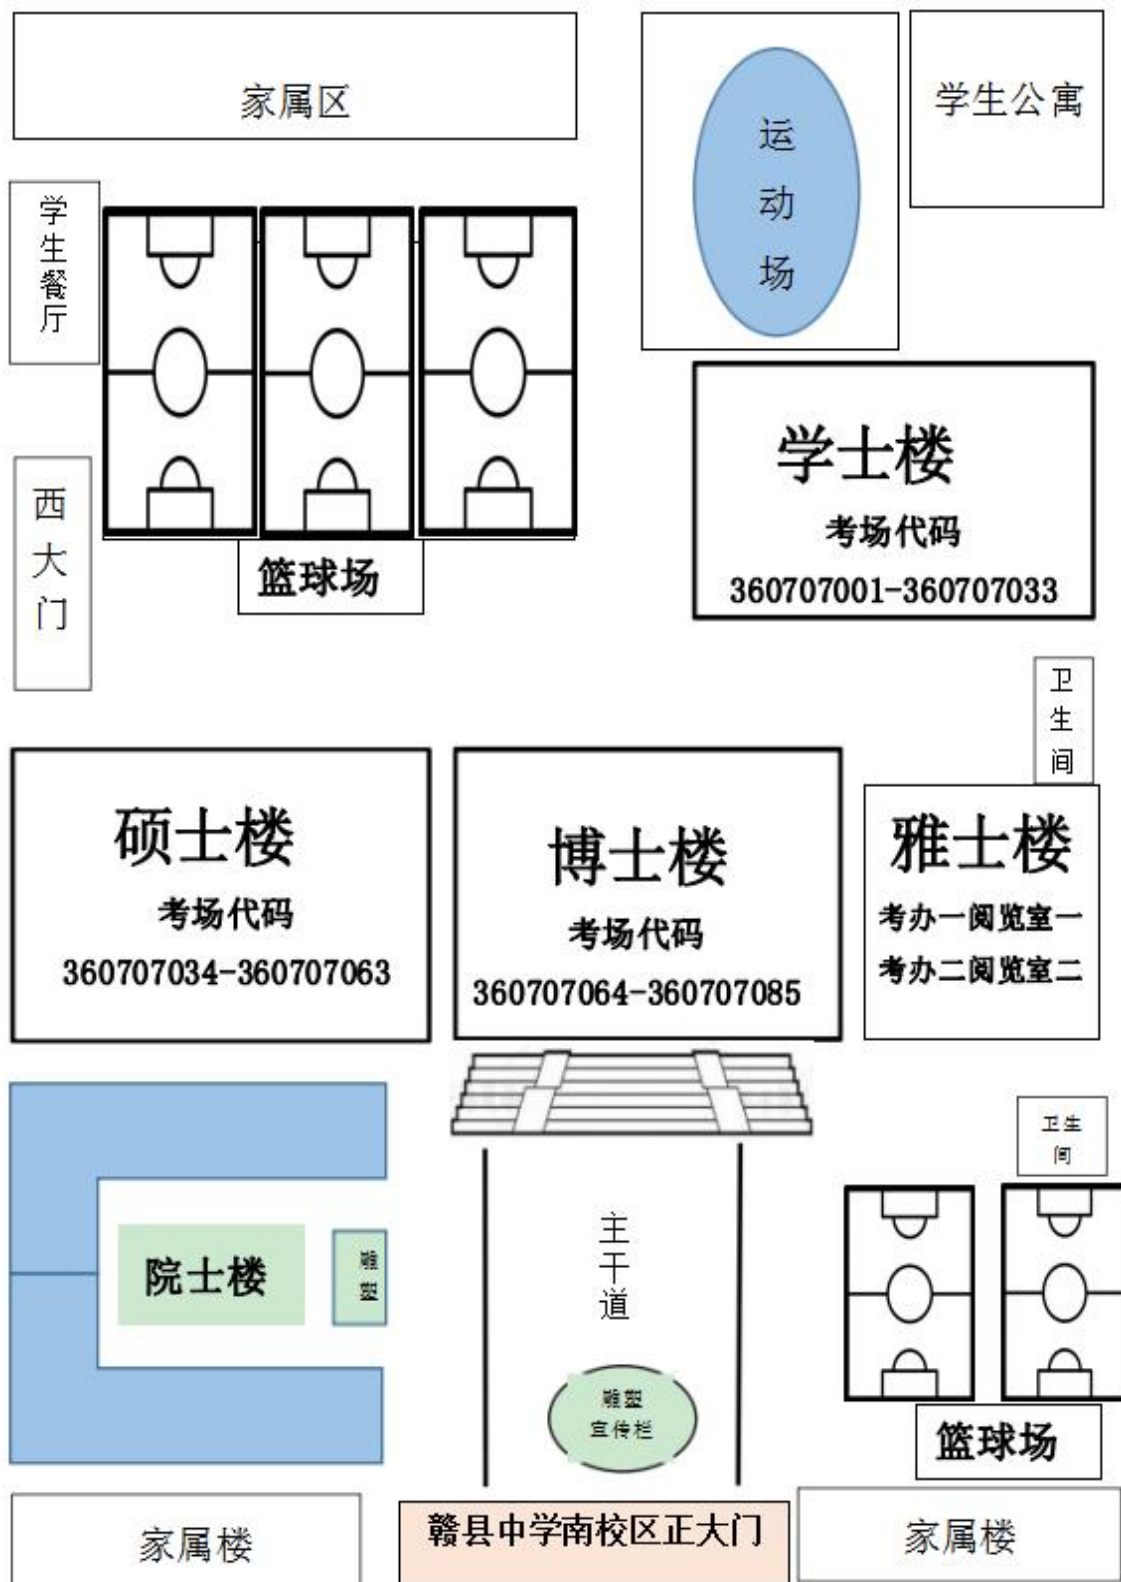 家属区
运动场
学生公寓
学生餐厅
西大门
篮球场
学士楼
考场代码
360707001-360707033
卫生间
硕士楼
考场代码
360707034-360707063
博士楼
考场代码
360707064-360707085
雅士楼
考办一阅览室一
考办二阅览室二
院士楼
雕塑
主干道
雕塑
宣传栏
卫生
间
篮球场
家属楼
赣县中学南校区正大门
家属楼